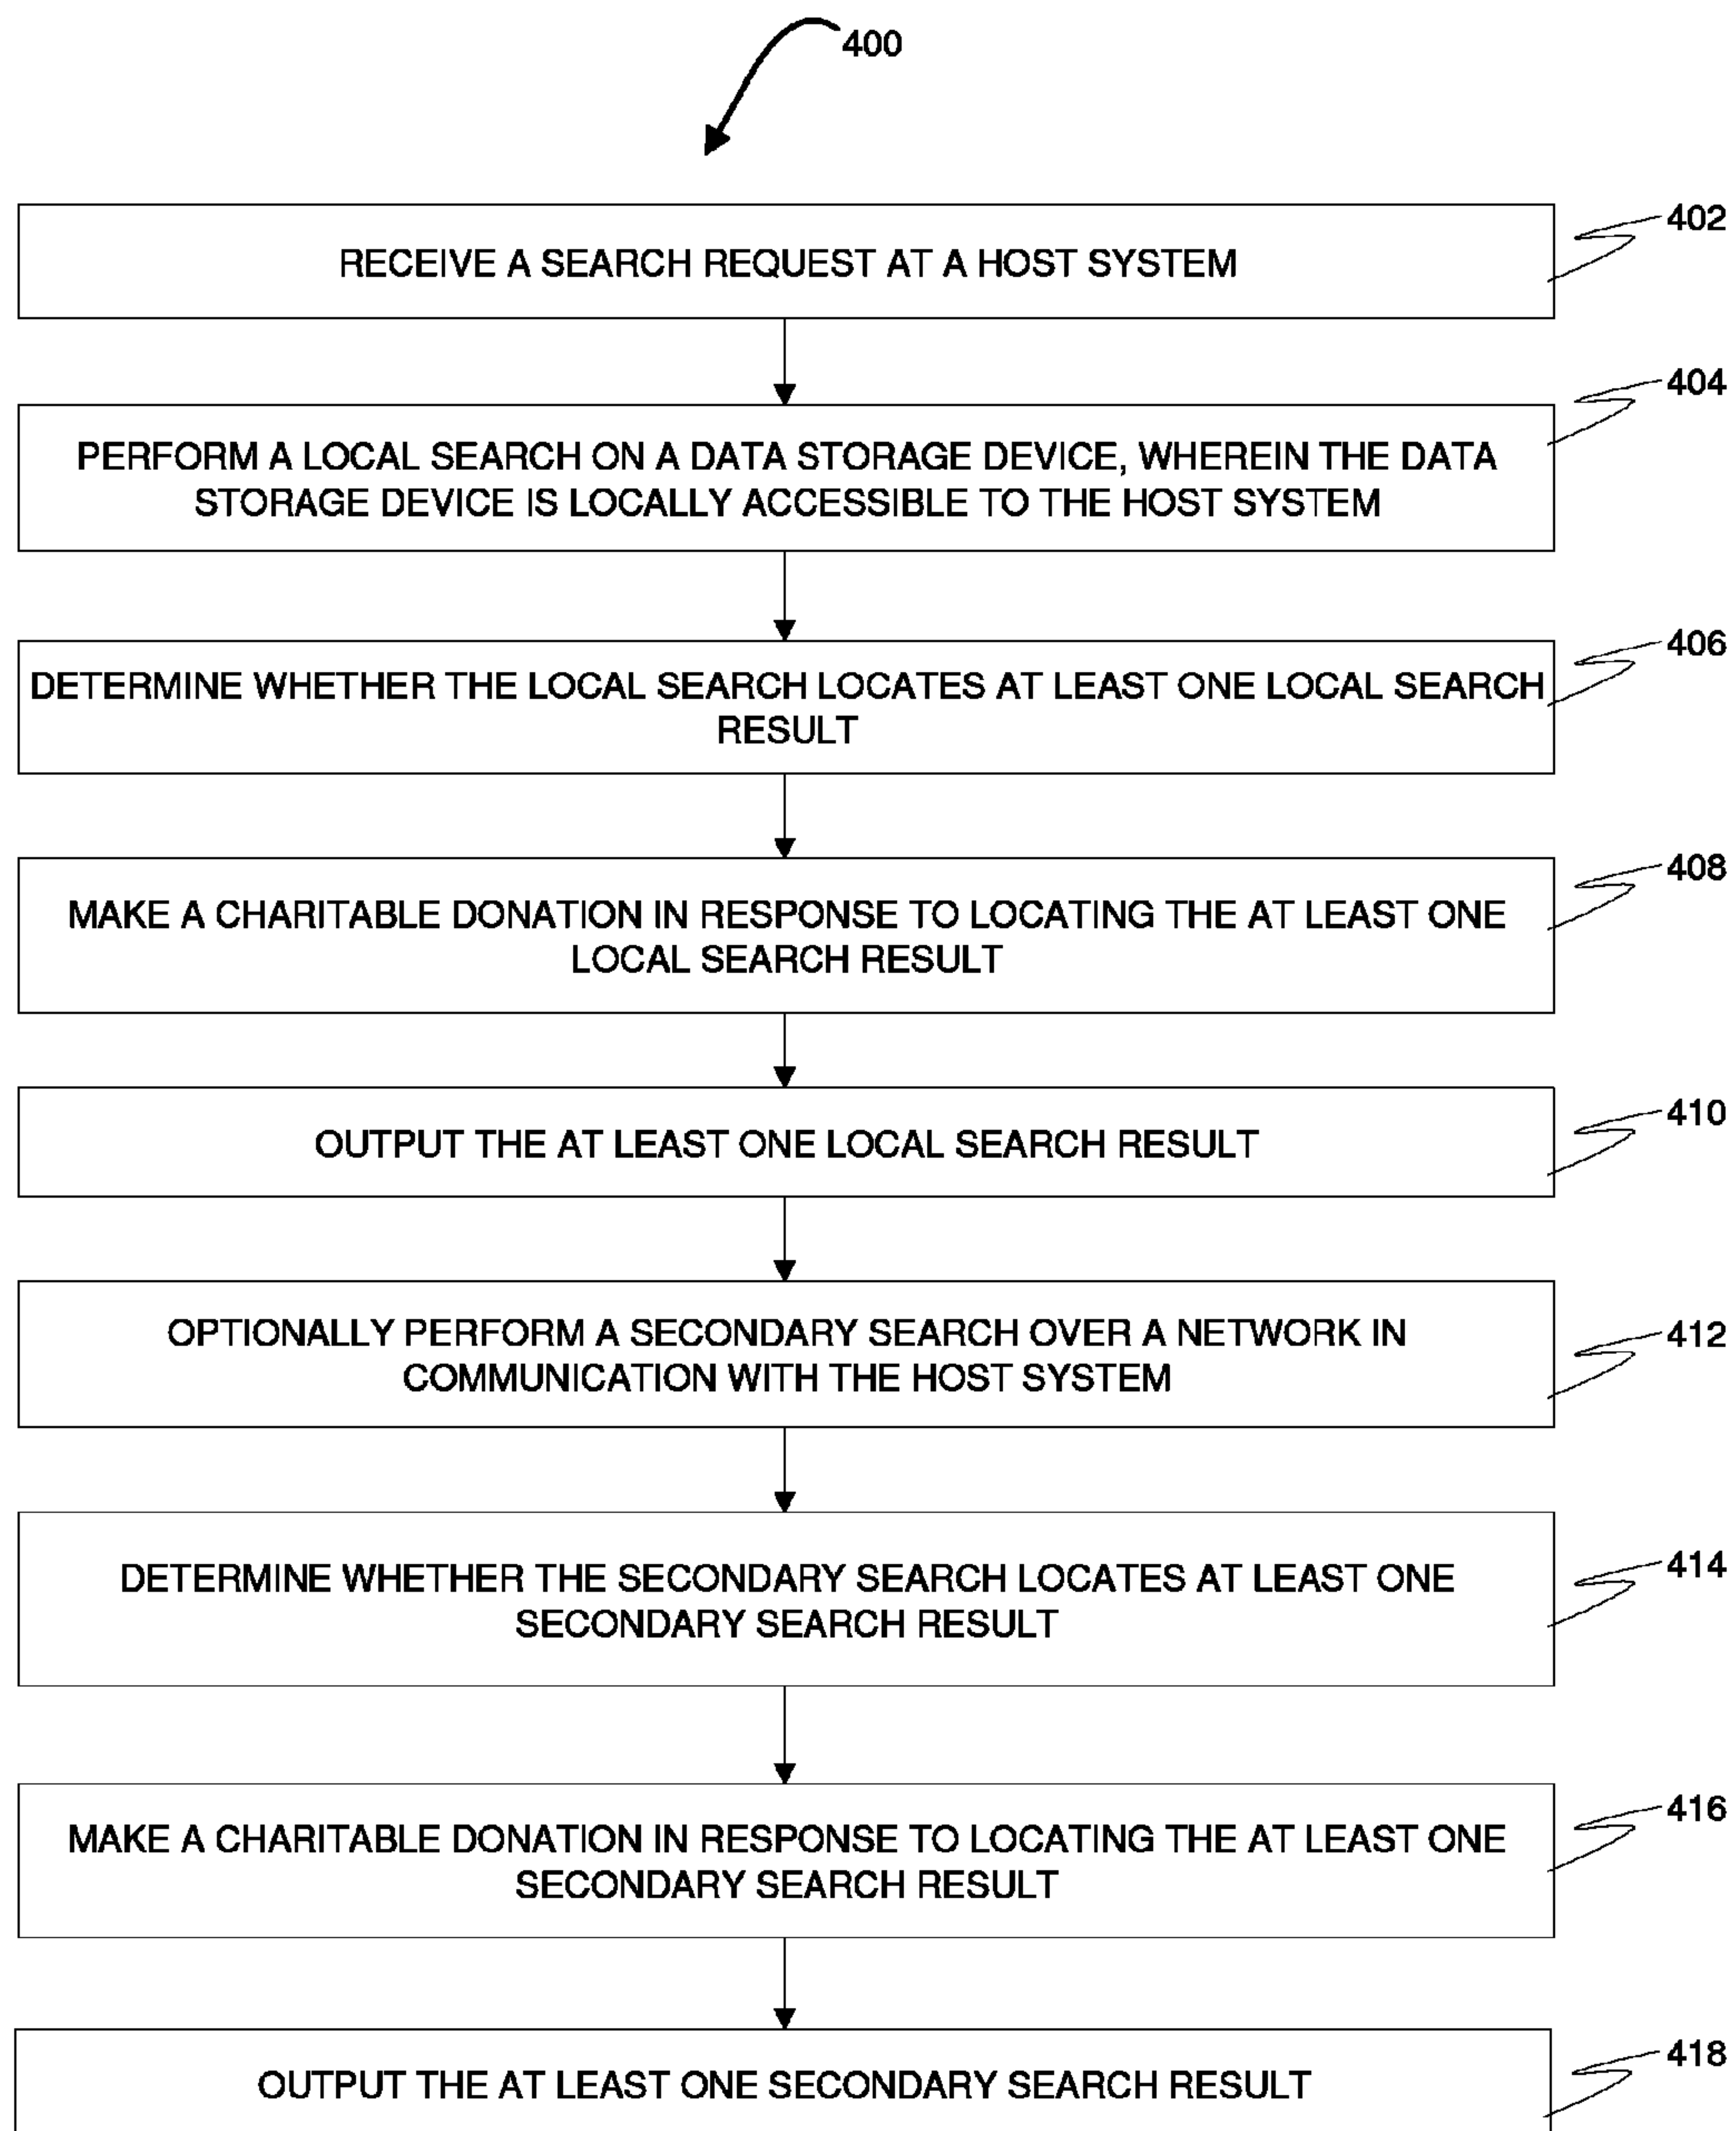 400
RECEIVE A SEARCH REQUEST AT A HOST SYSTEM
402
PERFORM A LOCAL SEARCH ON A DATA STORAGE DEVICE, WHEREIN THE DATA
STORAGE DEVICE IS LOCALLY ACCESSIBLE TO THE HOST SYSTEM
404
DETERMINE WHETHER THE LOCAL SEARCH LOCATES AT LEAST ONE LOCAL SEARCH
RESULT
406
MAKE A CHARITABLE DONATION IN RESPONSE TO LOCATING THE AT LEAST ONE
LOCAL SEARCH RESULT
408
OUTPUT THE AT LEAST ONE LOCAL SEARCH RESULT
410
OPTIONALLY PERFORM A SECONDARY SEARCH OVER A NETWORK IN
COMMUNICATION WITH THE HOST SYSTEM
412
DETERMINE WHETHER THE SECONDARY SEARCH LOCATES AT LEAST ONE
SECONDARY SEARCH RESULT
414
MAKE A CHARITABLE DONATION IN RESPONSE TO LOCATING THE AT LEAST ONE
SECONDARY SEARCH RESULT
416
OUTPUT THE AT LEAST ONE SECONDARY SEARCH RESULT
418